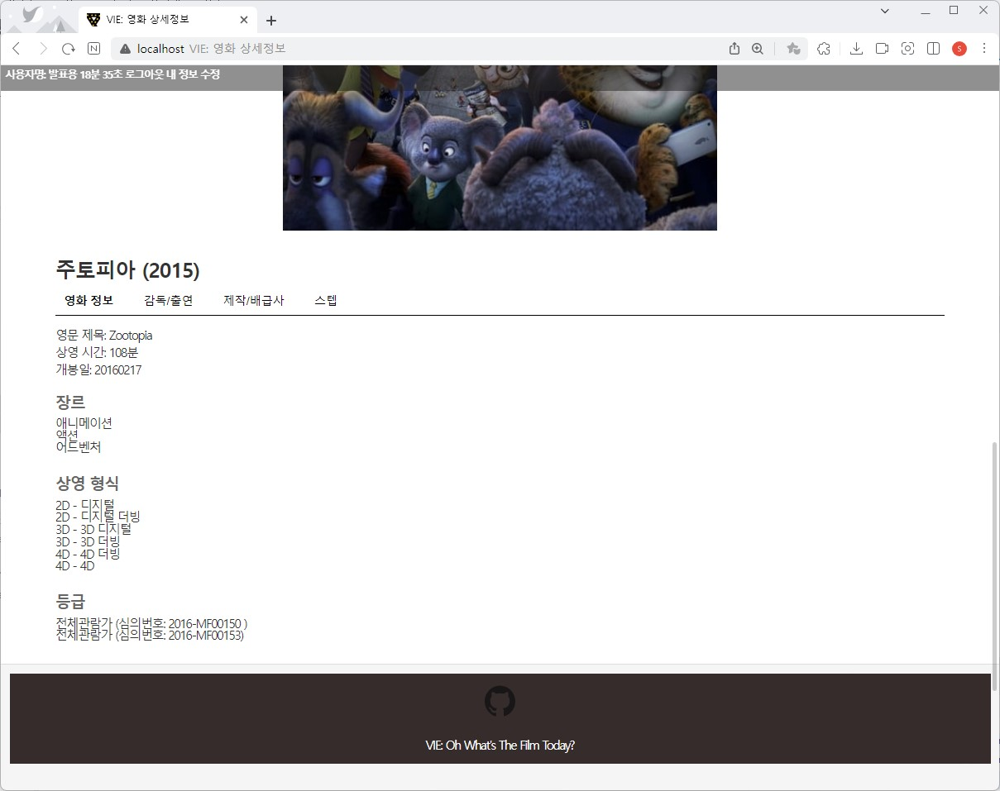 VIE: 영화 상세정보
localhost VIE: 영화 상세정보
S
사용자명: 발표용 18분 35초 로그아웃 내 정보 수정
주토피아 (2015)
영화 정보 감독/출연 제작/배급사 스텝
영문 제목: Zootopia
상영 시간: 108분
개봉일: 20160217
장르
애니메이션
액션
어드벤처
상영 형식
2D - 디지털
2D - 디지털 더빙
3D - 3D 디지털
3D - 3D 더빙
4D - 4D 더빙
4D - 4D
등급
전체관람가 (심의번호: 2016-MF00150 )
전체관람가 (심의번호: 2016-MF00153)
VIE: Oh What's The Film Today?